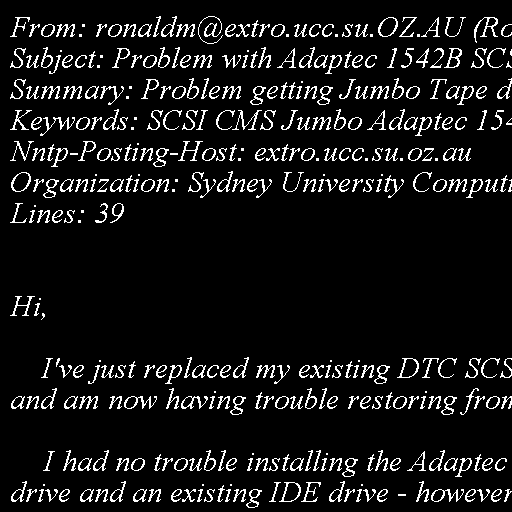 From: ronaldm@extro.ucc.su.OZ.AU (Ro
Subject: Problem with Adaptec 1542B SCS
Summary: Problem getting Jumbo Tape d
Keywords: SCSI CMS Jumbo Adaptec 154
Nntp-Posting-Host: extro.ucc.su.oz.au
Organization: Sydney University Computi
Lines: 39
Hi,
I've just replaced my existing DTC SCS
and am now having trouble restoring from
I had no trouble installing the Adaptec
drive and an existing IDE drive - however